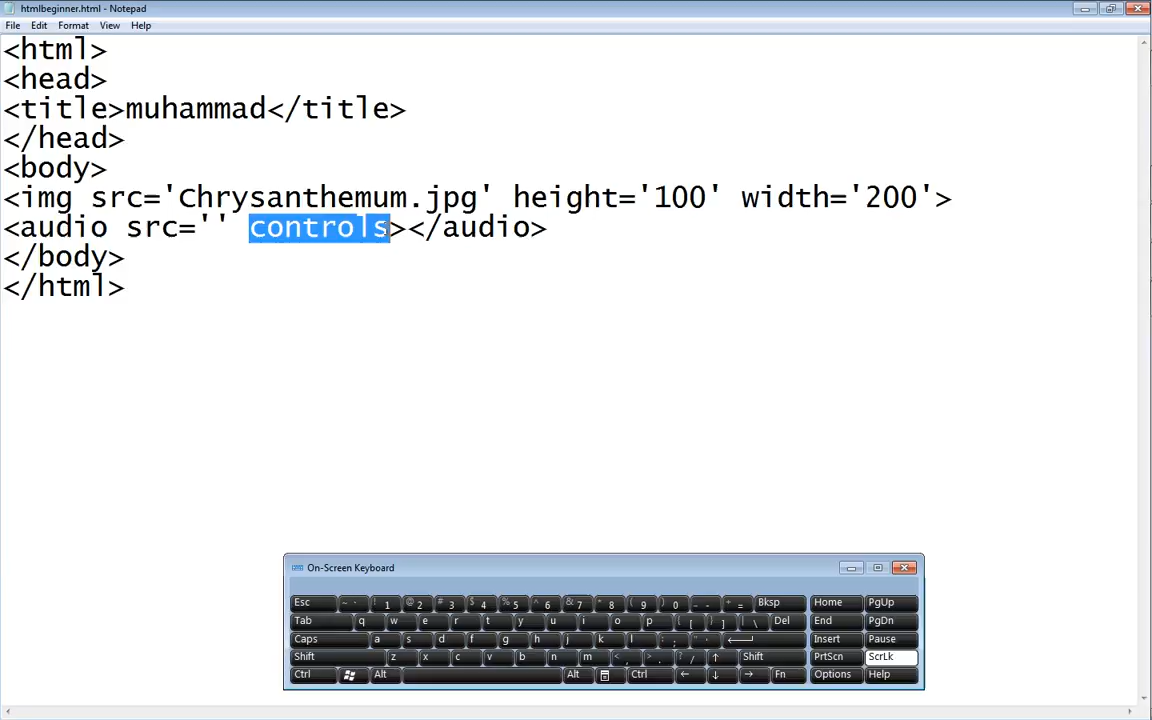 htmlbeginner.html - Notepad
File Edit Format View Help
<html>
<head>
<title>muhammad</title>
</head>
<body>
<img src='Chrysanthemum.jpg' height='100' width='200'>
<audio src='' controls></audio>
</body>
</html>
On-Screen Keyboard
Esc ~ ` ! 1 @ 2 # 3 $ 4 % 5 ^ 6 & 7 * 8 ( 9 ) 0 _ - + = Bksp Home PgUp
Tab q w e r t y u i o p { [ } ] | \ Del End PgDn
Caps a s d f g h j k l : ; " ' Insert Pause
Shift z x c v b n m < , > . ? / ↑ Shift PrtScn ScrLk
Ctrl Alt Alt Ctrl ← ↓ → Fn Options Help